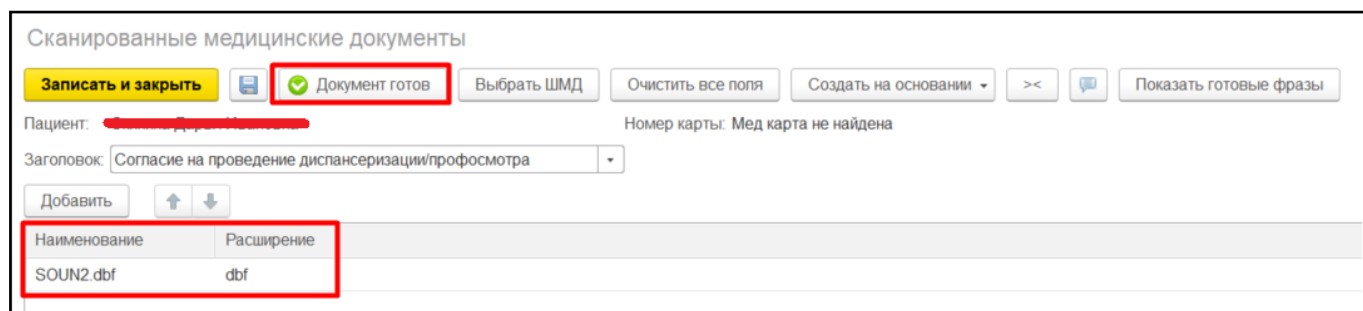 Сканированные медицинские документы
Записать и закрыть Документ готов Выбрать ШМД Очистить все поля Создать на основании >< Показать готовые фразы
Пациент: Номер карты: Мед карта не найдена
Заголовок: Согласие на проведение диспансеризации/профосмотра
Добавить
Наименование Расширение
SOUN2.dbf dbf